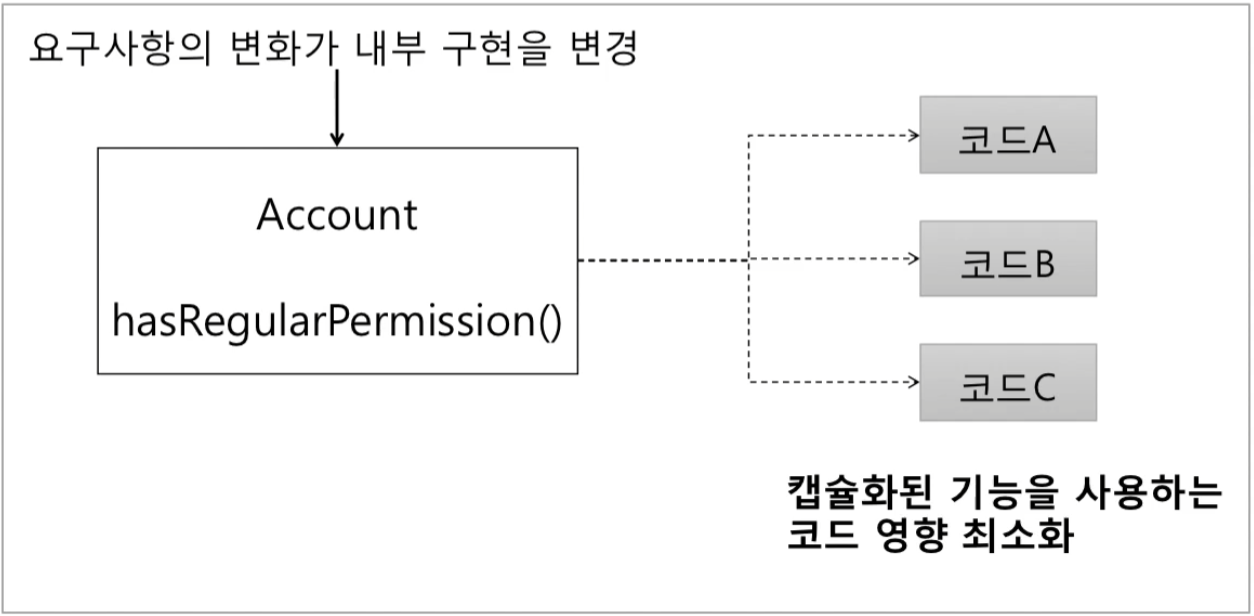 요구사항의 변화가 내부 구현을 변경
Account
hasRegularPermission()
코드A
코드B
코드C
캡슐화된 기능을 사용하는
코드 영향 최소화